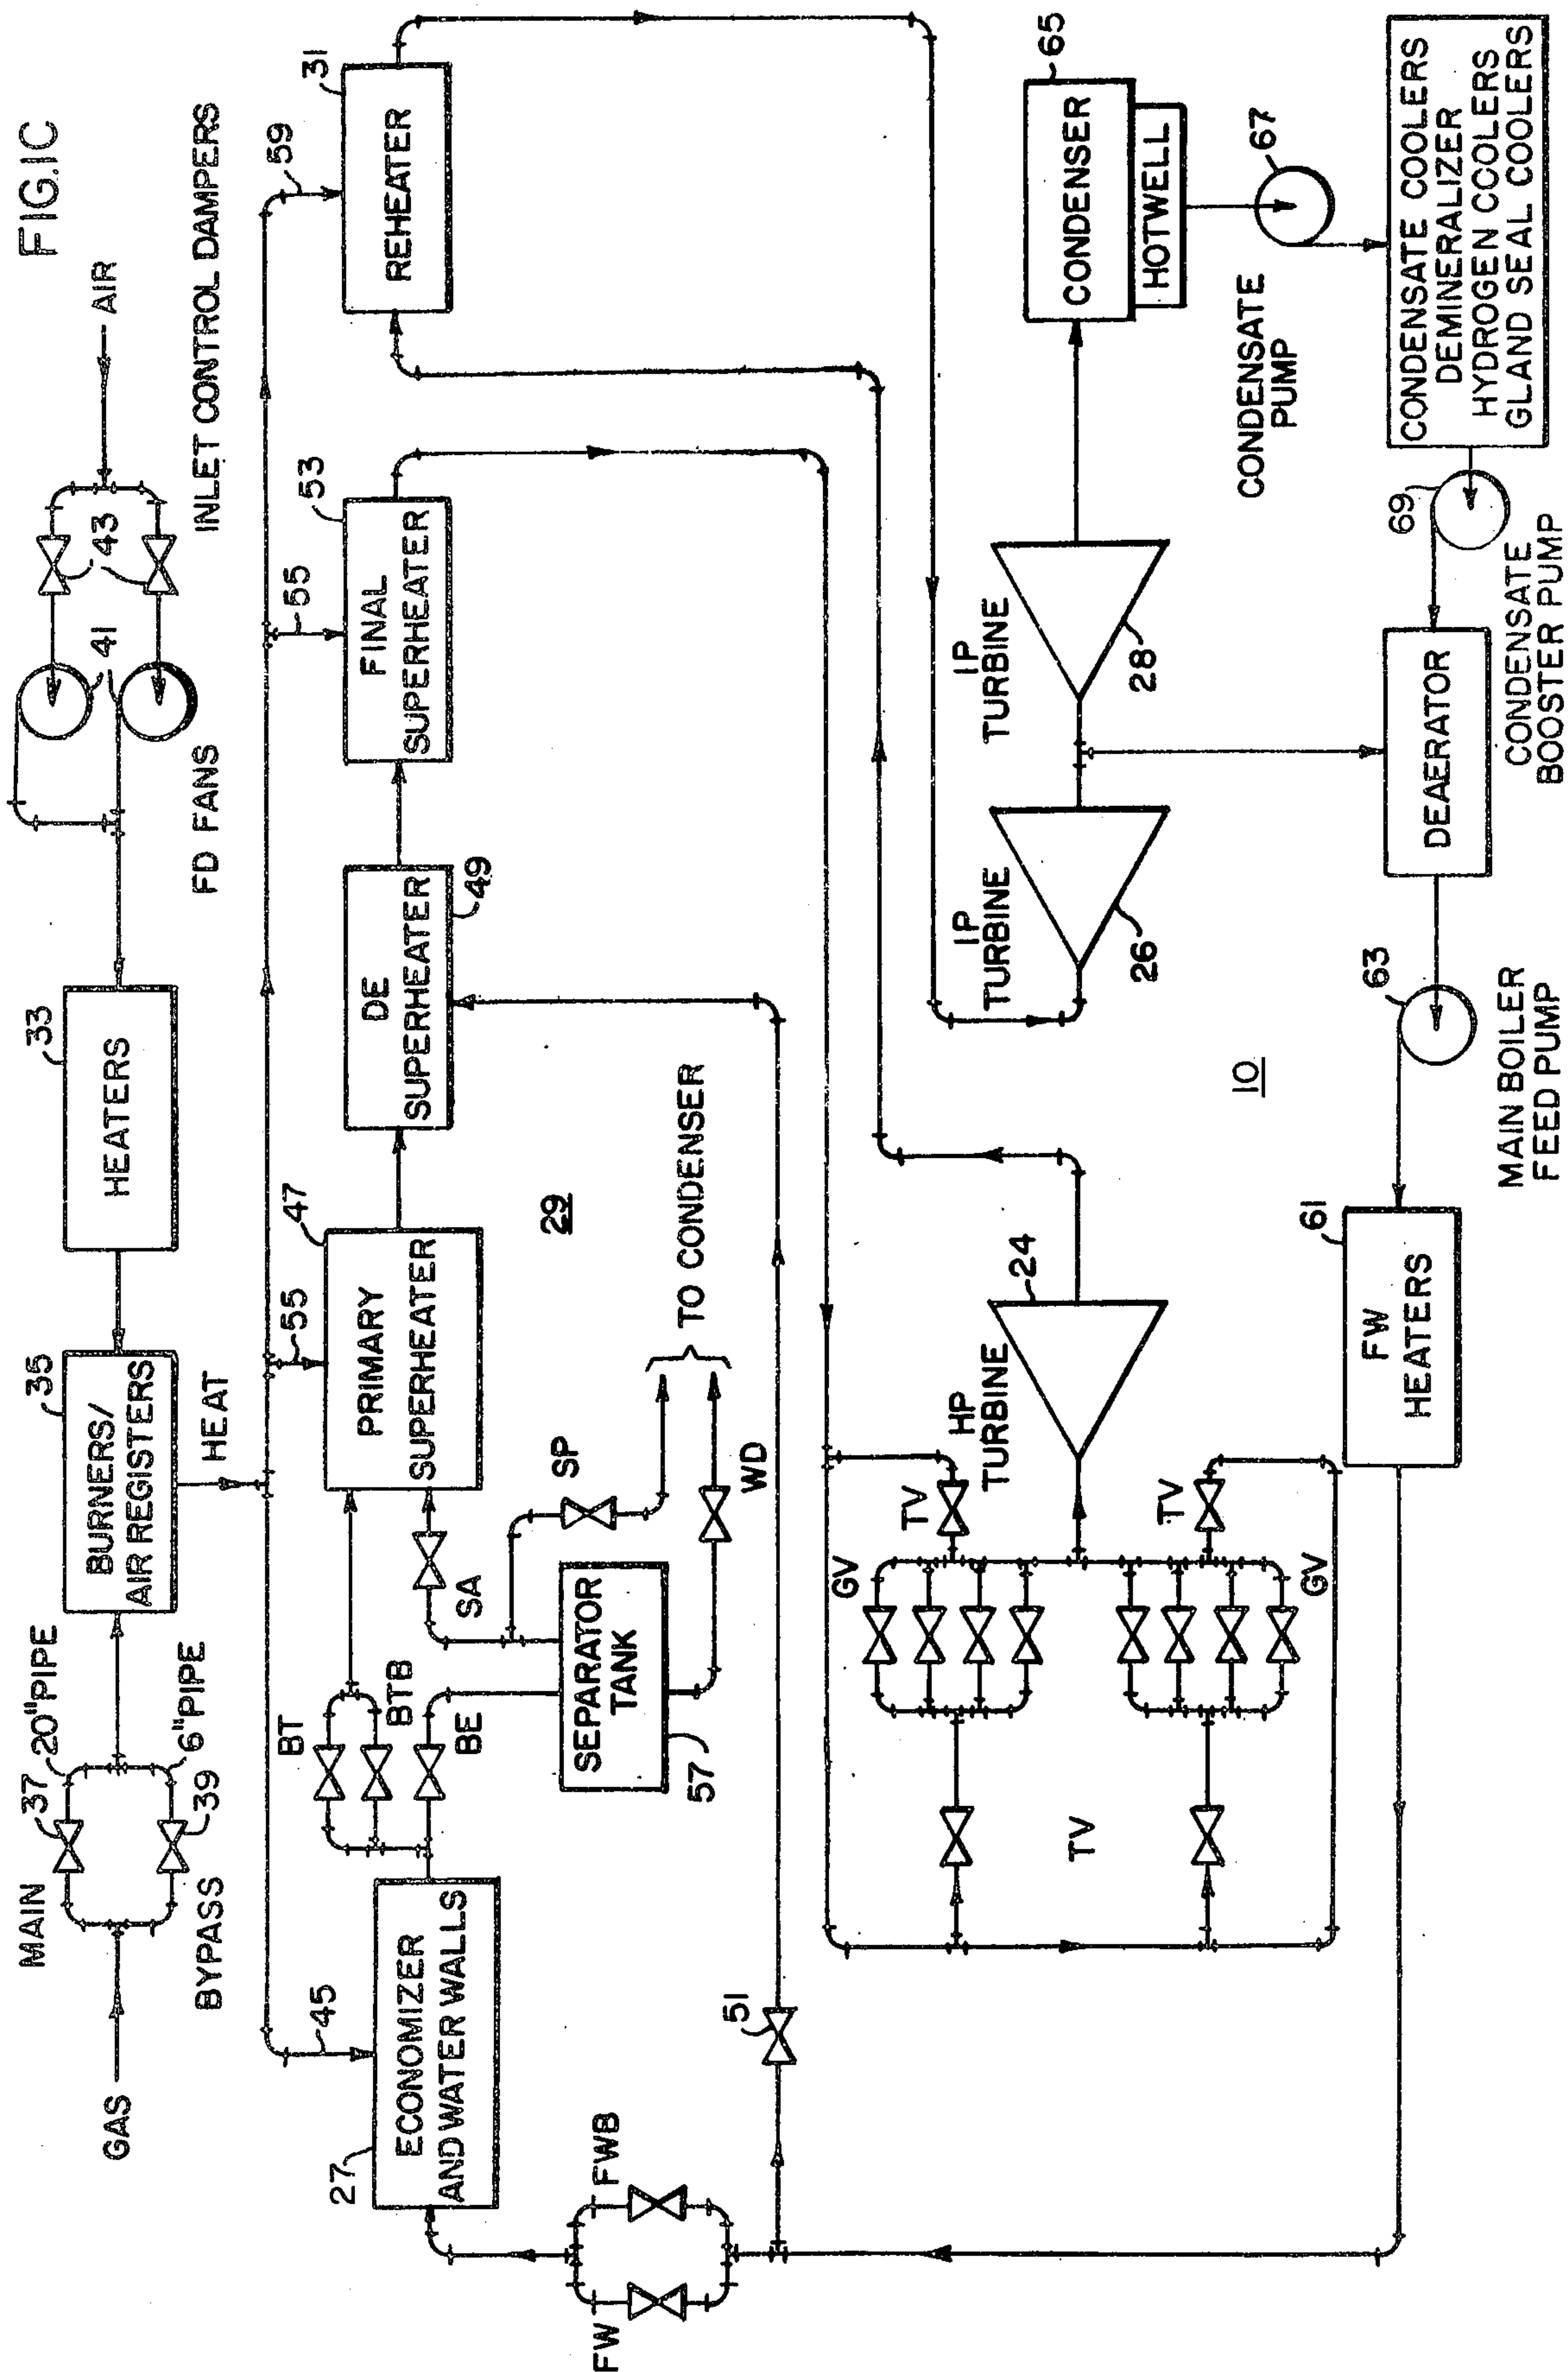 FIG.1C
MAIN
37
20"PIPE
GAS
BYPASS
39
6"PIPE
35
BURNERS/
AIR REGISTERS
33
HEATERS
FD FANS
41
43
AIR
INLET CONTROL DAMPERS
HEAT
45
55
55
59
27
ECONOMIZER
AND WATER WALLS
BT
BTB
BE
47
PRIMARY
SUPERHEATER
DE
SUPERHEATER
49
FINAL
SUPERHEATER
53
REHEATER
31
SA
SP
WD
TO CONDENSER
SEPARATOR
TANK
57
29
FW
FWB
51
TV
GV
TV
TV
GV
HP
TURBINE
24
IP
TURBINE
26
IP
TURBINE
28
CONDENSER
65
HOTWELL
CONDENSATE
PUMP
67
10
FW
HEATERS
61
MAIN BOILER
FEED PUMP
63
DEAERATOR
CONDENSATE
BOOSTER PUMP
69
CONDENSATE COOLERS
DEMINERALIZER
HYDROGEN CCOLERS
GLAND SEAL COOLERS